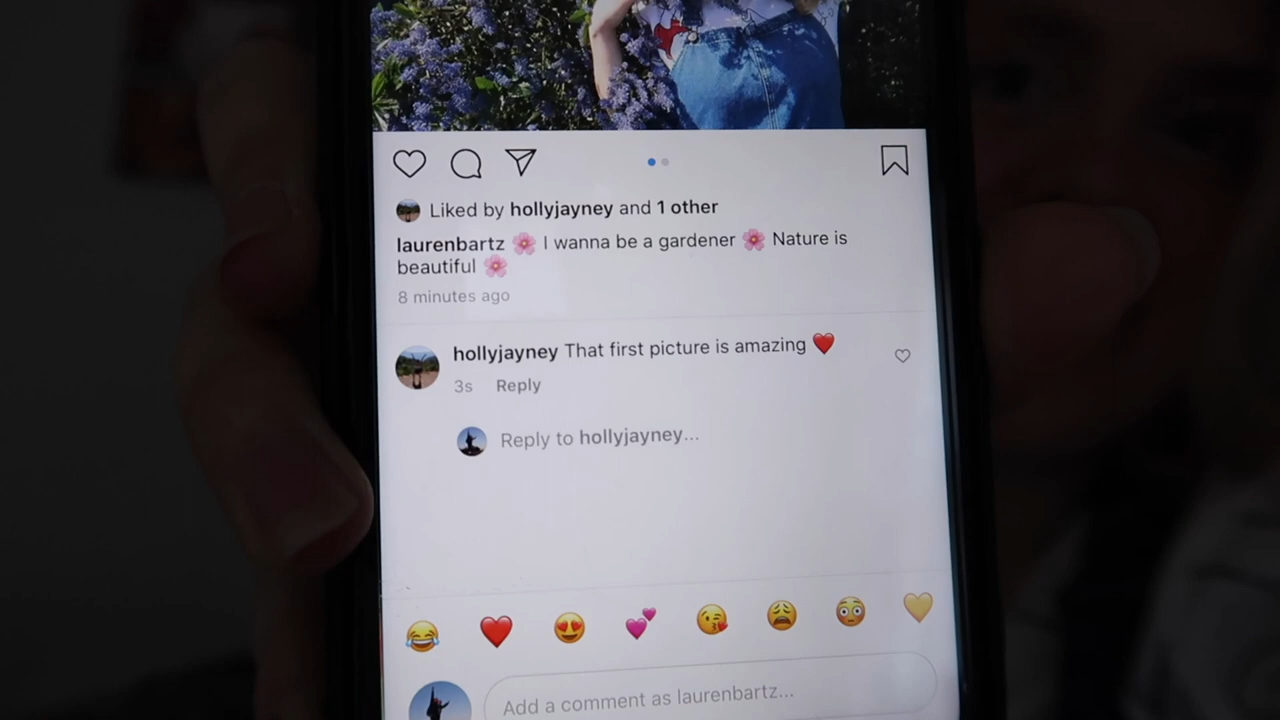 Liked by hollyjayney and 1 other
laurenbartz 🌸 I wanna be a gardener 🌸 Nature is
beautiful 🌸
8 minutes ago
hollyjayney That first picture is amazing ❤️
3s Reply
Reply to hollyjayney...
😂 ❤️ 😍 💕 😘 😩 😳 💛
Add a comment as laurenbartz...